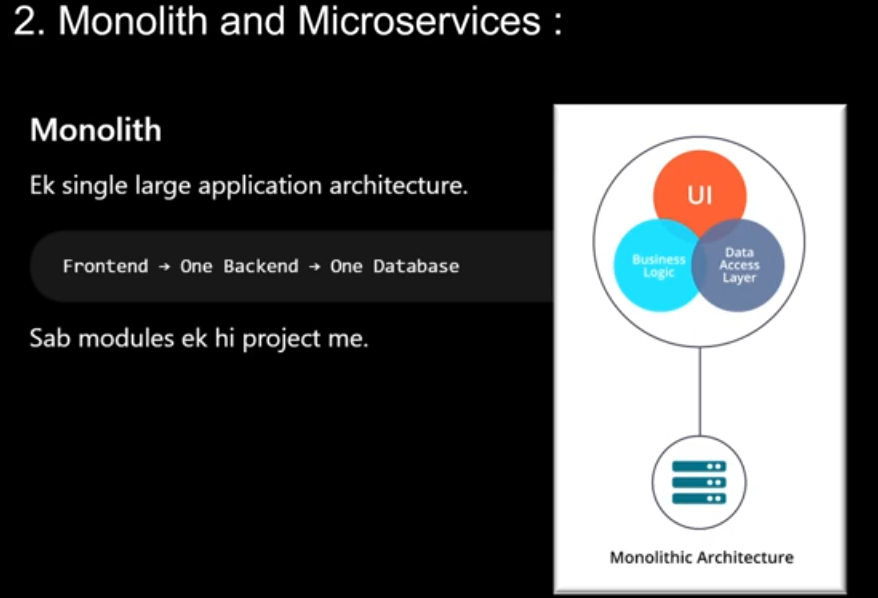 2. Monolith and Microservices :
Monolith
Ek single large application architecture.
Frontend → One Backend → One Database
Sab modules ek hi project me.
UI
Business
Logic
Data
Access
Layer
Monolithic Architecture